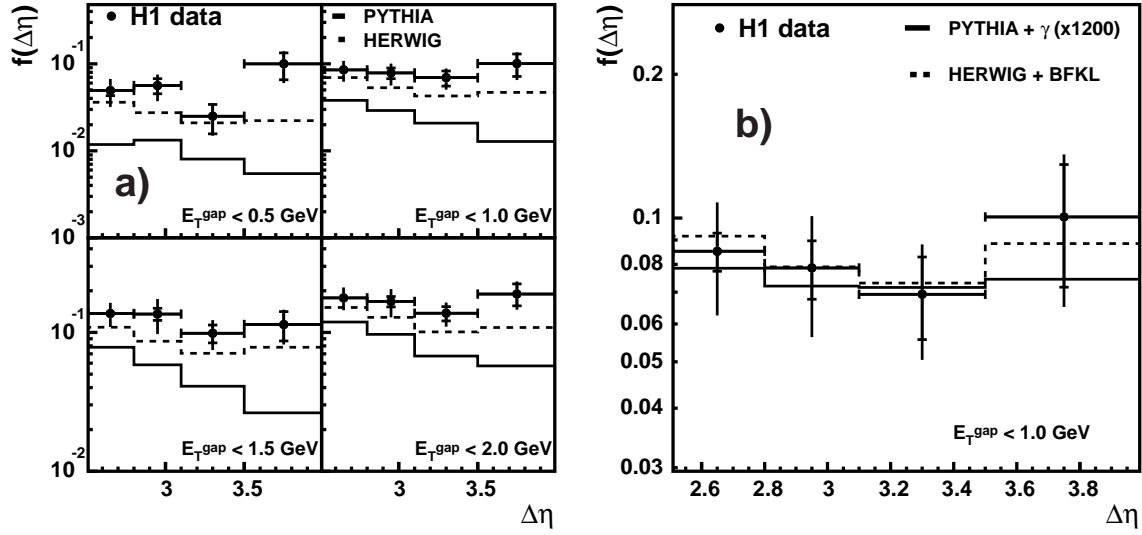 f(Δη)
H1 data
PYTHIA
HERWIG
10⁻¹
10⁻²
10⁻³
a)
E_T^gap < 0.5 GeV
E_T^gap < 1.0 GeV
10⁻¹
10⁻²
E_T^gap < 1.5 GeV
E_T^gap < 2.0 GeV
3 3.5 3 3.5
Δη
f(Δη)
H1 data
PYTHIA + γ (x1200)
HERWIG + BFKL
b)
0.2
0.1
0.08
0.06
0.05
0.04
0.03
E_T^gap < 1.0 GeV
2.6 2.8 3 3.2 3.4 3.6 3.8
Δη